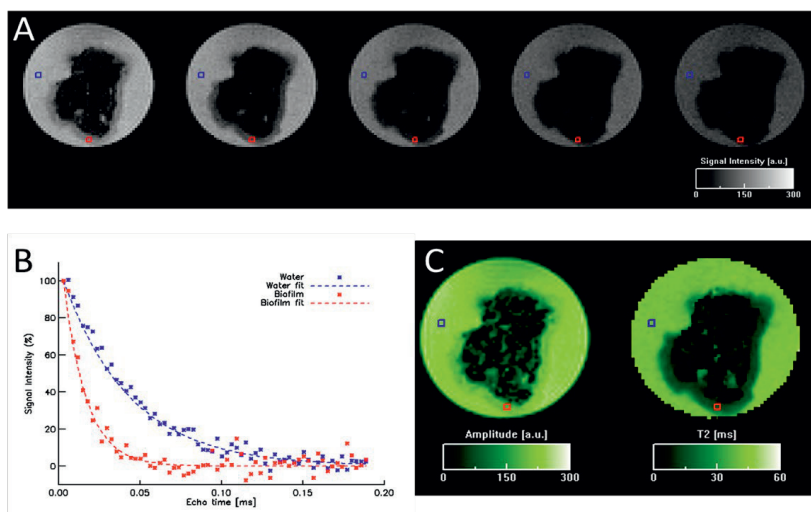 A
Signal Intensity [a.u.]
0 150 300
B
Water
Water fit
Biofilm
Biofilm fit
100
80
60
40
20
0
Signal Intensity (%)
0.00 0.05 0.10 0.15 0.20
Echo time [ms]
C
Amplitude [a.u.]
0 150 300
T2 [ms]
0 30 60